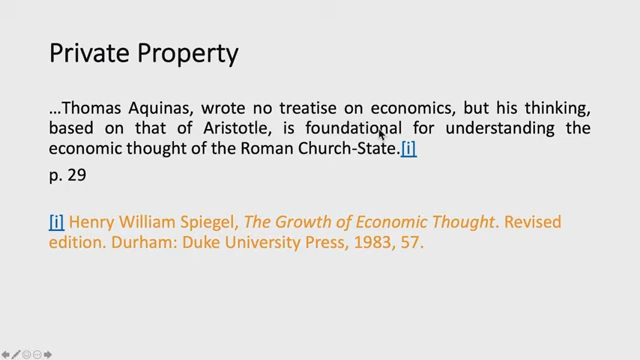 Private Property
...Thomas Aquinas, wrote no treatise on economics, but his thinking,
based on that of Aristotle, is foundational for understanding the
economic thought of the Roman Church-State.[i]
p. 29
[i] Henry William Spiegel, The Growth of Economic Thought. Revised
edition. Durham: Duke University Press, 1983, 57.